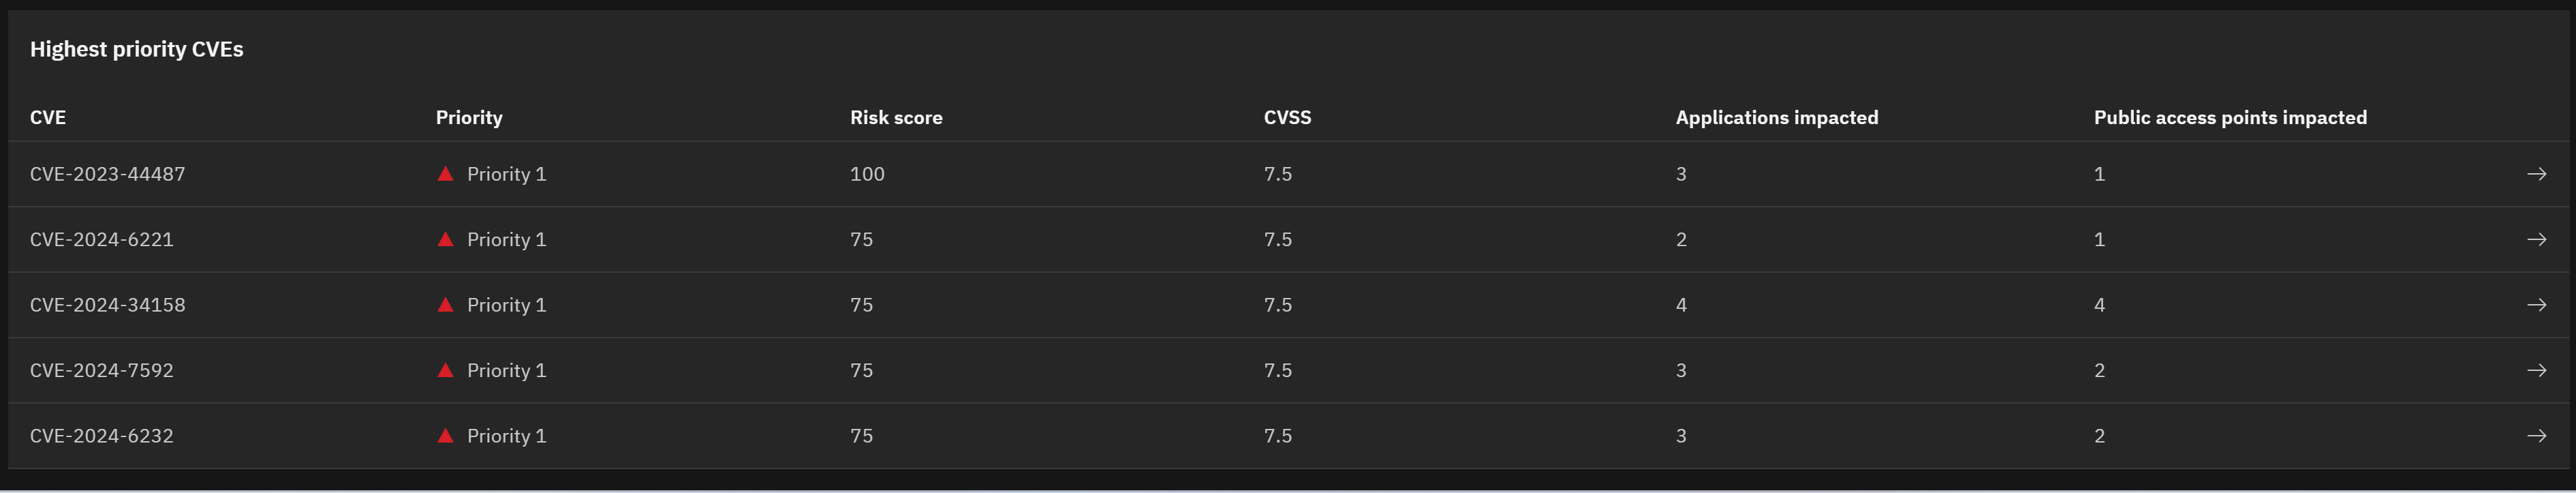 Highest priority CVEs
CVE Priority Risk score CVSS Applications impacted Public access points impacted
CVE-2023-44487 Priority 1 100 7.5 3 1
CVE-2024-6221 Priority 1 75 7.5 2 1
CVE-2024-34158 Priority 1 75 7.5 4 4
CVE-2024-7592 Priority 1 75 7.5 3 2
CVE-2024-6232 Priority 1 75 7.5 3 2